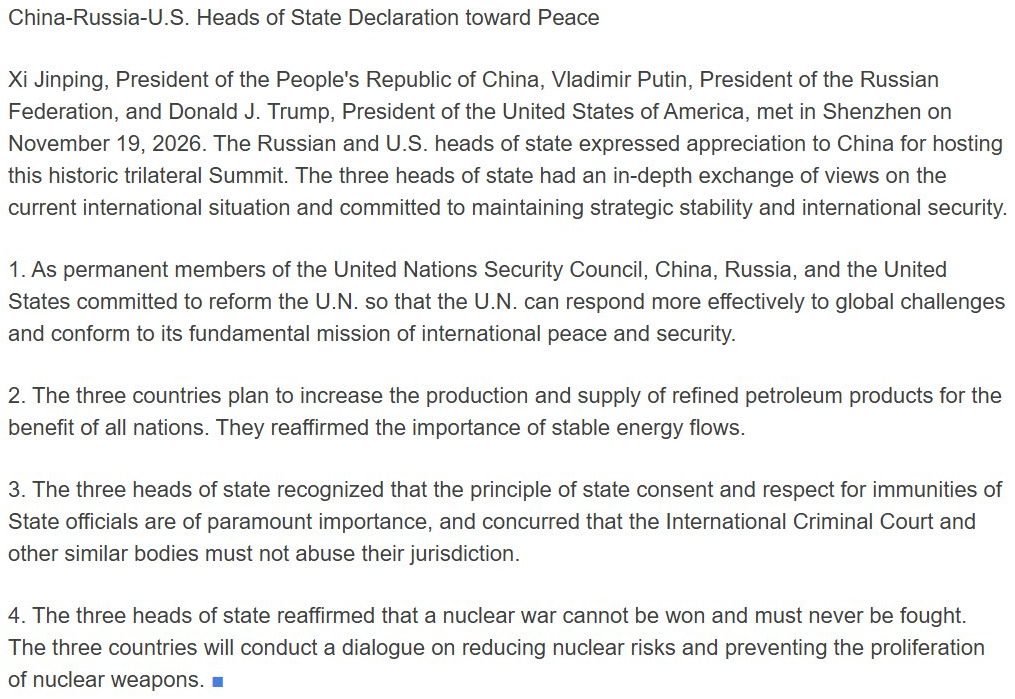 China-Russia-U.S. Heads of State Declaration toward Peace
Xi Jinping, President of the People's Republic of China, Vladimir Putin, President of the Russian
Federation, and Donald J. Trump, President of the United States of America, met in Shenzhen on
November 19, 2026. The Russian and U.S. heads of state expressed appreciation to China for hosting
this historic trilateral Summit. The three heads of state had an in-depth exchange of views on the
current international situation and committed to maintaining strategic stability and international security.
1. As permanent members of the United Nations Security Council, China, Russia, and the United
States committed to reform the U.N. so that the U.N. can respond more effectively to global challenges
and conform to its fundamental mission of international peace and security.
2. The three countries plan to increase the production and supply of refined petroleum products for the
benefit of all nations. They reaffirmed the importance of stable energy flows.
3. The three heads of state recognized that the principle of state consent and respect for immunities of
State officials are of paramount importance, and concurred that the International Criminal Court and
other similar bodies must not abuse their jurisdiction.
4. The three heads of state reaffirmed that a nuclear war cannot be won and must never be fought.
The three countries will conduct a dialogue on reducing nuclear risks and preventing the proliferation
of nuclear weapons. ■